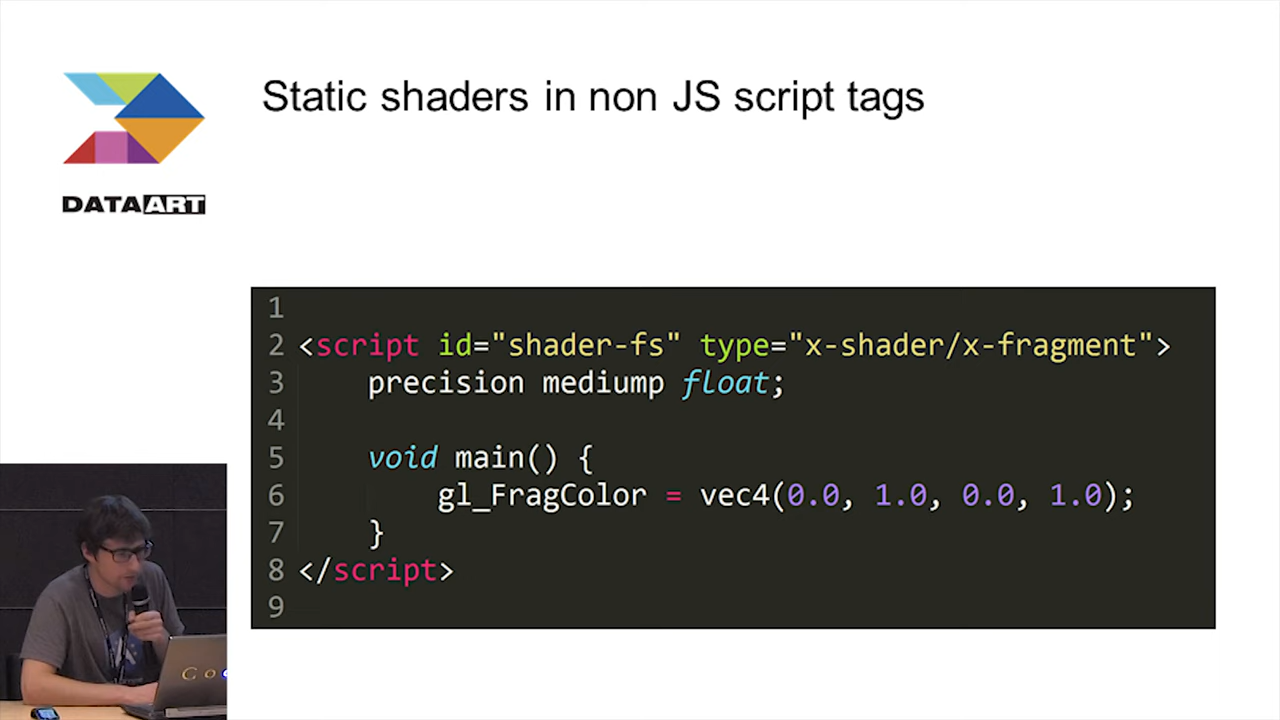 Static shaders in non JS script tags
DATAART
1
2 <script id="shader-fs" type="x-shader/x-fragment">
3 precision mediump float;
4
5 void main() {
6 gl_FragColor = vec4(0.0, 1.0, 0.0, 1.0);
7 }
8 </script>
9